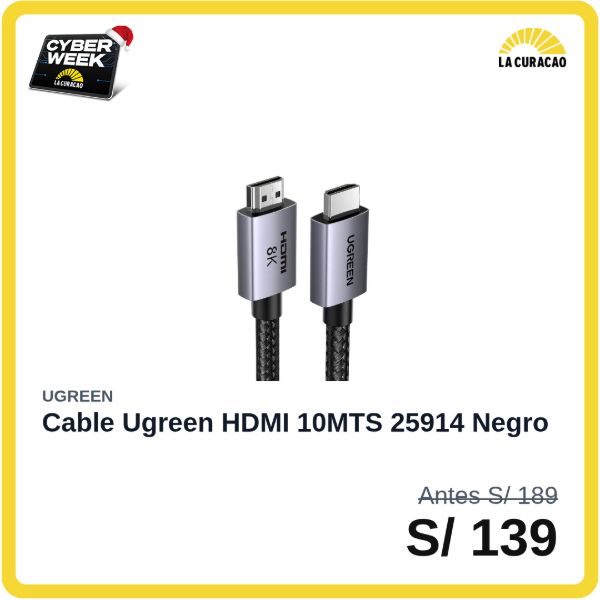 CYBER
WEEK
LA CURACAO
LA CURACAO
HDMI
8K
UGREEN
UGREEN
Cable Ugreen HDMI 10MTS 25914 Negro
Antes S/ 189
S/ 139